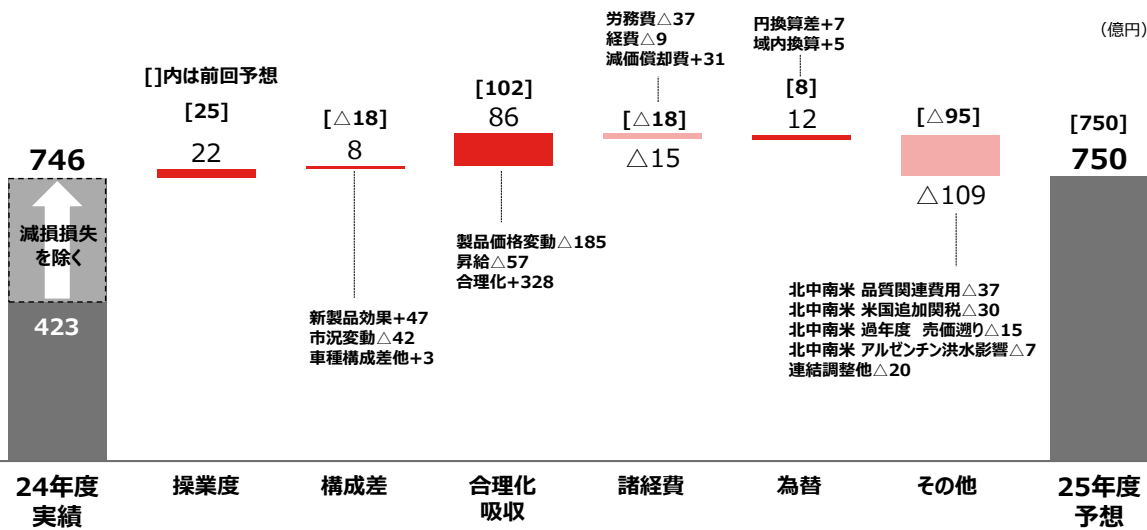 （億円）
[]内は前回予想
746
減損損失
を除く
423
[25]
22
[△18]
8
新製品効果+47
市況変動△42
車種構成差他+3
[102]
86
製品価格変動△185
昇給△57
合理化+328
労務費△37
経費△9
減価償却費+31
[△18]
△15
円換算差+7
域内換算+5
[8]
12
[△95]
△109
北中南米 品質関連費用△37
北中南米 米国追加関税△30
北中南米 過年度 売価遡り△15
北中南米 アルゼンチン洪水影響△7
連結調整他△20
[750]
750
24年度
実績
操業度
構成差
合理化
吸収
諸経費
為替
その他
25年度
予想